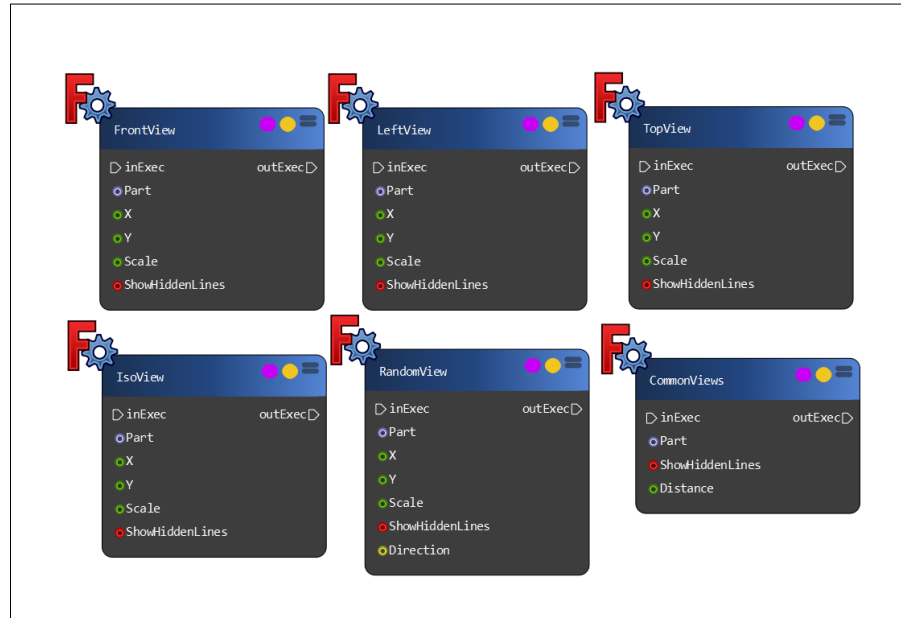 FrontView
inExec outExec
Part
X
Y
Scale
ShowHiddenLines
LeftView
inExec outExec
Part
X
Y
Scale
ShowHiddenLines
TopView
inExec outExec
Part
X
Y
Scale
ShowHiddenLines
IsoView
inExec outExec
Part
X
Y
Scale
ShowHiddenLines
RandomView
inExec outExec
Part
X
Y
Scale
ShowHiddenLines
Direction
CommonViews
inExec outExec
Part
ShowHiddenLines
Distance